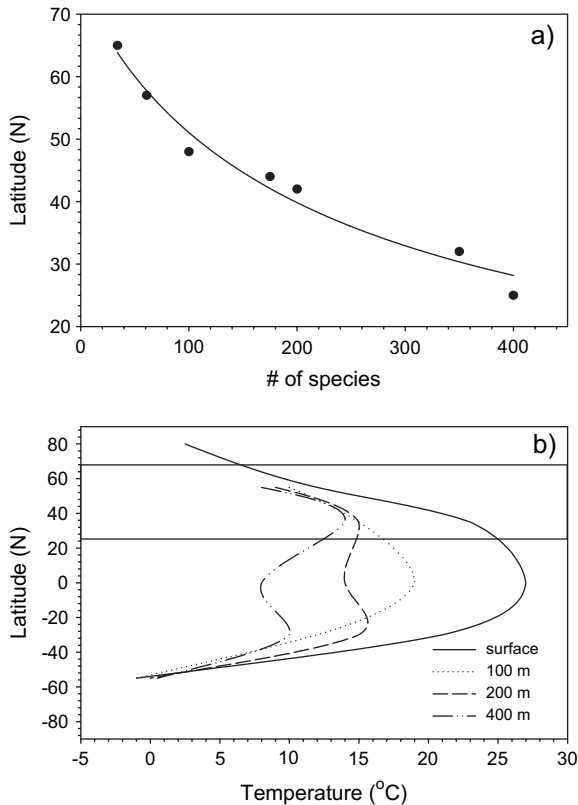 a)
70
60
50
40
30
20
Latitude (N)
0 100 200 300 400
# of species
b)
80
60
40
20
0
-20
-40
-60
-80
Latitude (N)
surface
100 m
200 m
400 m
-5 0 5 10 15 20 25 30
Temperature (°C)